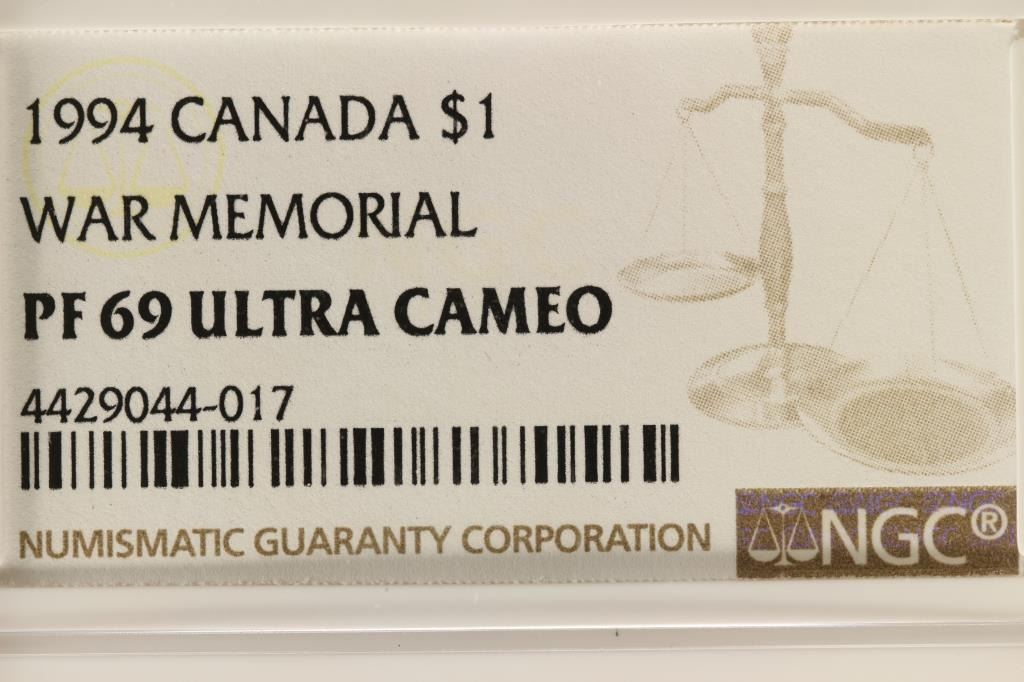 1994 CANADA $1
WAR MEMORIAL
PF 69 ULTRA CAMEO
4429044-017
NUMISMATIC GUARANTY CORPORATION
NGC®